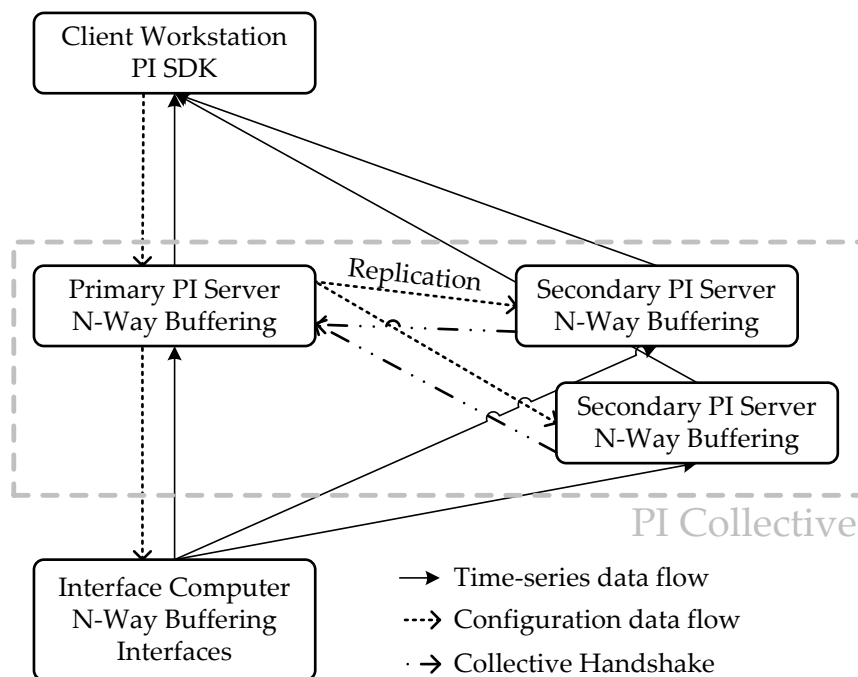 Client Workstation
PI SDK
Primary PI Server
N-Way Buffering
Replication
Secondary PI Server
N-Way Buffering
Secondary PI Server
N-Way Buffering
PI Collective
Interface Computer
N-Way Buffering
Interfaces
Time-series data flow
Configuration data flow
Collective Handshake